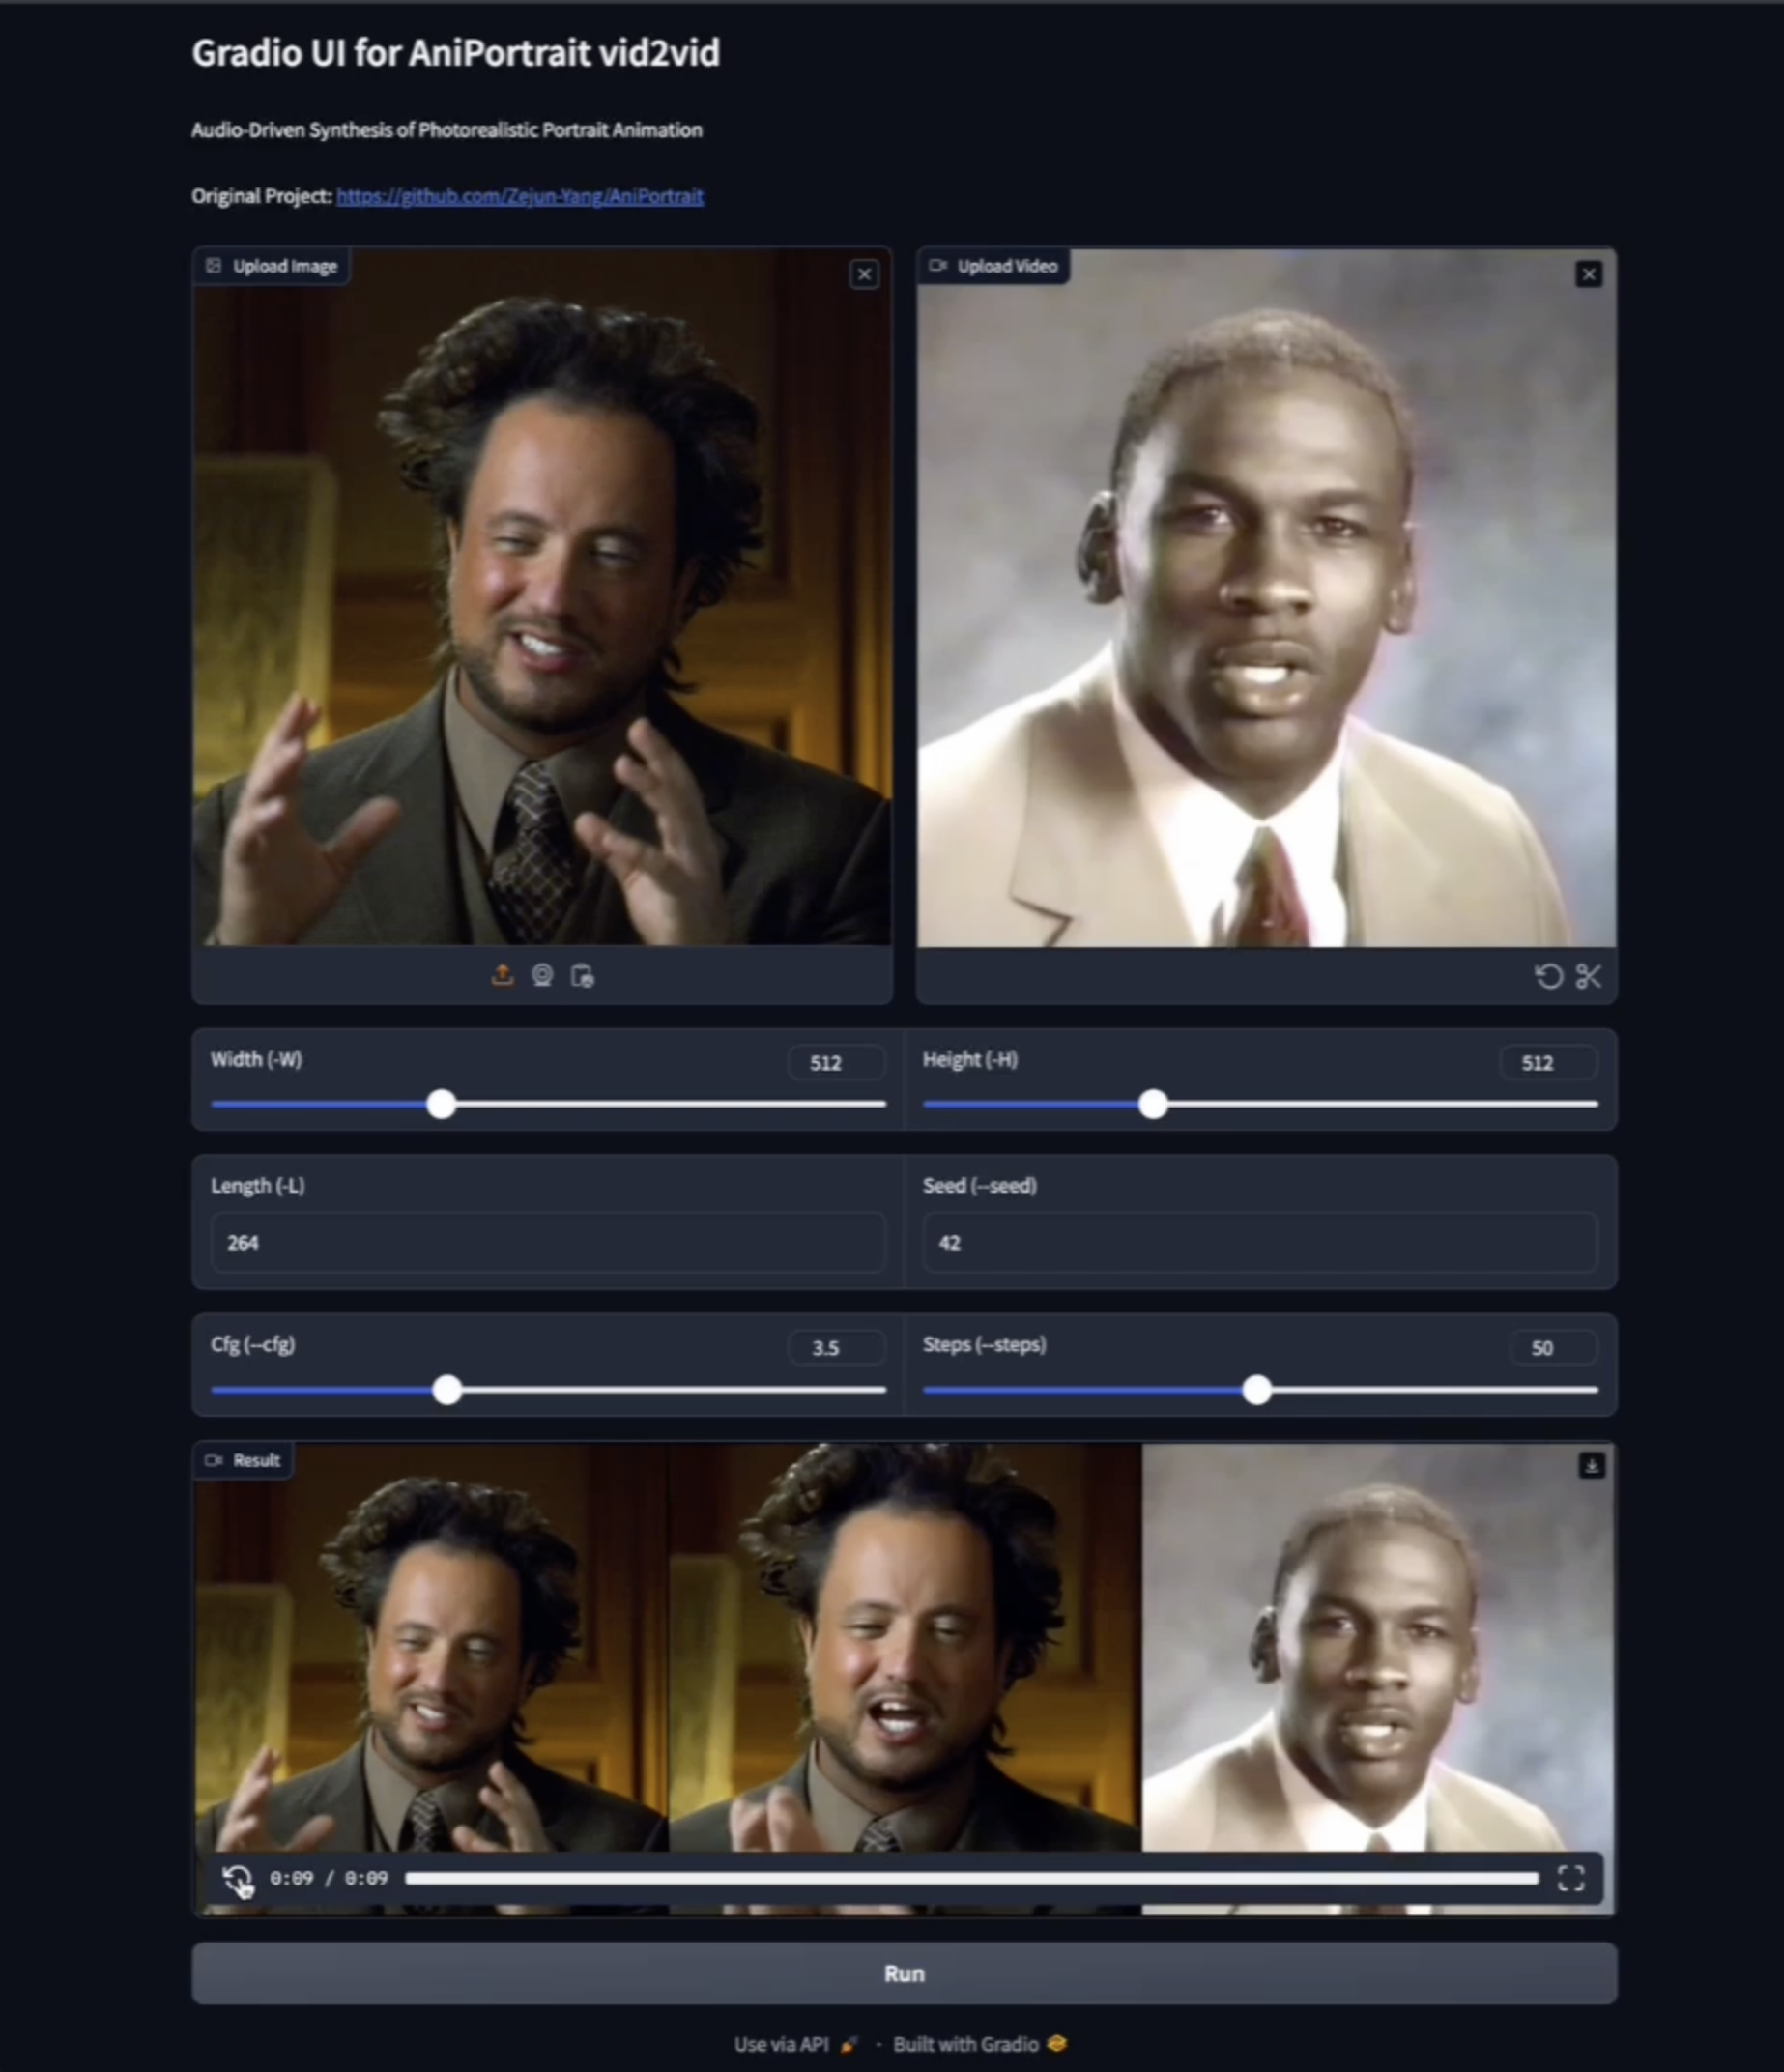 Gradio UI for AniPortrait vid2vid
Audio-Driven Synthesis of Photorealistic Portrait Animation
Original Project: https://github.com/Zejun-Yang/AniPortrait
Upload Image
Upload Video
Width (-W)
512
Height (-H)
512
Length (-L)
264
Seed (--seed)
42
Cfg (--cfg)
3.5
Steps (--steps)
50
Result
0:09 / 0:09
Run
Use via API · Built with Gradio